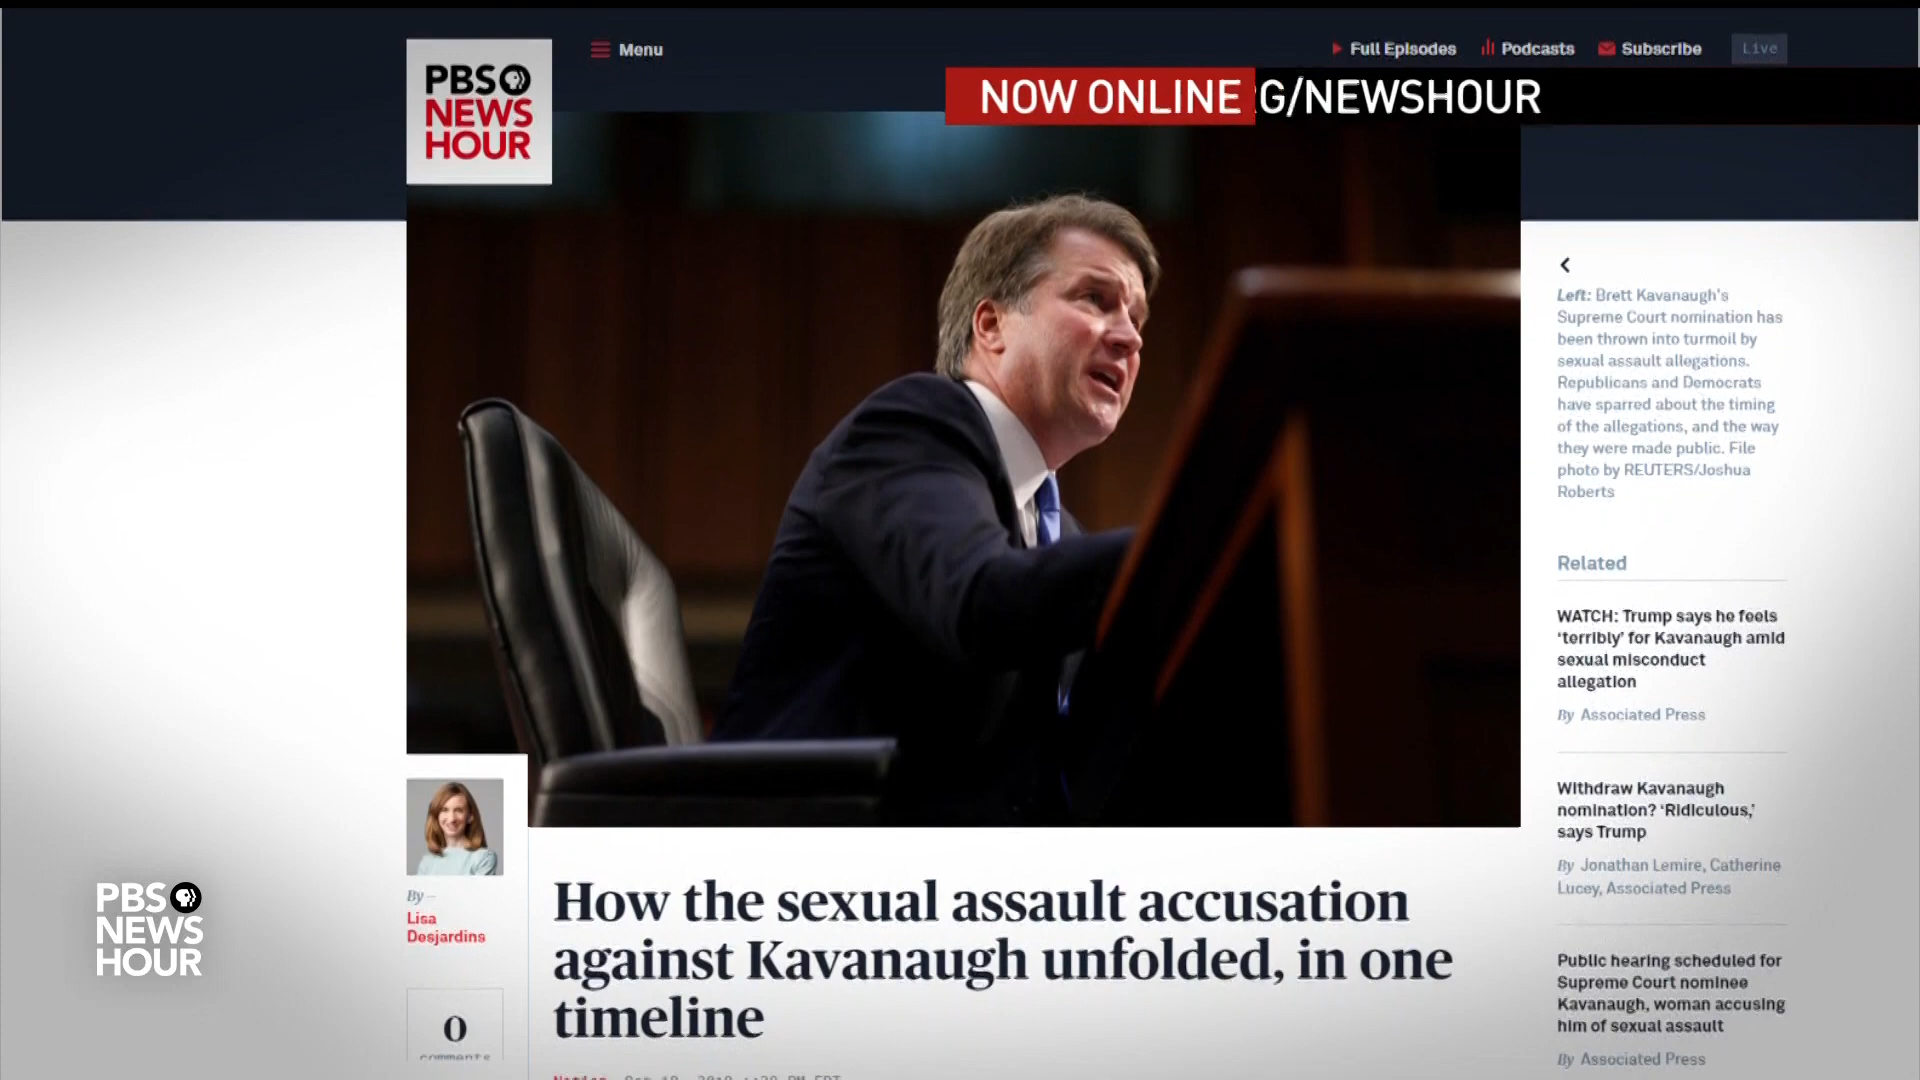 Menu
Full Episodes
Podcasts
Subscribe
Live
PBS
NEWS
HOUR
NOW ONLINE
G/NEWSHOUR
Left: Brett Kavanaugh's
Supreme Court nomination has
been thrown into turmoil by
sexual assault allegations.
Republicans and Democrats
have sparred about the timing
of the allegations, and the way
they were made public. File
photo by REUTERS/Joshua
Roberts
Related
WATCH: Trump says he feels
‘terribly’ for Kavanaugh amid
sexual misconduct
allegation
By Associated Press
Withdraw Kavanaugh
nomination? ‘Ridiculous,’
says Trump
By Jonathan Lemire, Catherine
Lucey, Associated Press
Public hearing scheduled for
Supreme Court nominee
Kavanaugh, woman accusing
him of sexual assault
By Associated Press
By —
Lisa
Desjardins
0
comments
How the sexual assault accusation
against Kavanaugh unfolded, in one
timeline
PBS
NEWS
HOUR